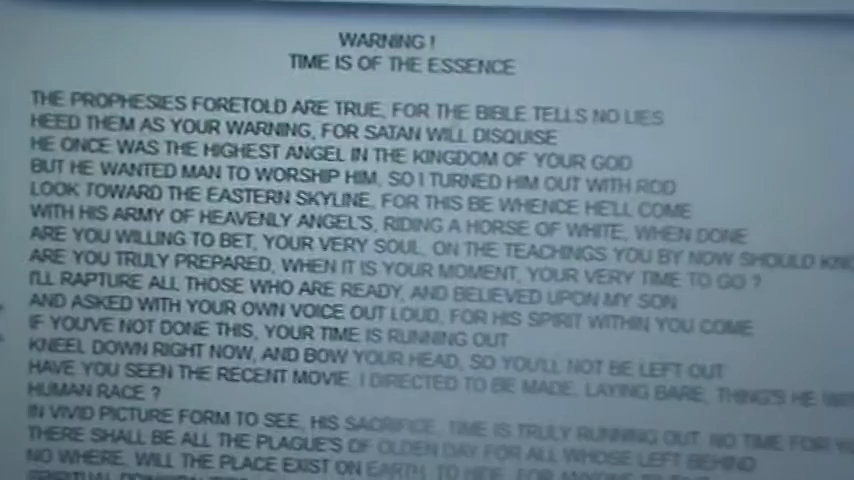 WARNING !
TIME IS OF THE ESSENCE
THE PROPHESIES FORETOLD ARE TRUE, FOR THE BIBLE TELLS NO LIES
HEED THEM AS YOUR WARNING, FOR SATAN WILL DISQUISE
HE ONCE WAS THE HIGHEST ANGEL IN THE KINGDOM OF YOUR GOD
BUT HE WANTED MAN TO WORSHIP HIM, SO I TURNED HIM OUT WITH ROD
LOOK TOWARD THE EASTERN SKYLINE, FOR THIS BE WHENCE HE'LL COME
WITH HIS ARMY OF HEAVENLY ANGEL'S, RIDING A HORSE OF WHITE, WHEN DONE
ARE YOU WILLING TO BET, YOUR VERY SOUL, ON THE TEACHINGS YOU BY NOW SHOULD
ARE YOU TRULY PREPARED, WHEN IT IS YOUR MOMENT, YOUR VERY TIME TO GO ?
I'LL RAPTURE ALL THOSE WHO ARE READY, AND BELIEVED UPON MY SON
AND ASKED WITH YOUR OWN VOICE OUT LOUD, FOR HIS SPIRIT WITHIN YOU COME
IF YOU'VE NOT DONE THIS, YOUR TIME IS RUNNING OUT
KNEEL DOWN RIGHT NOW, AND BOW YOUR HEAD, SO YOU'LL NOT BE LEFT OUT
HAVE YOU SEEN THE RECENT MOVIE, I DIRECTED TO BE MADE, LAYING BARE, THING'S HE
HUMAN RACE ?
IN VIVID PICTURE FORM TO SEE, HIS SACRIFICE, TIME IS TRULY RUNNING OUT, NO TIME FOR
THERE SHALL BE ALL THE PLAGUE'S OF OLDEN DAY FOR ALL WHOSE LEFT BEHIND
NO WHERE, WILL THE PLACE EXIST ON EARTH, TO HIDE, FOR ANYONE TO